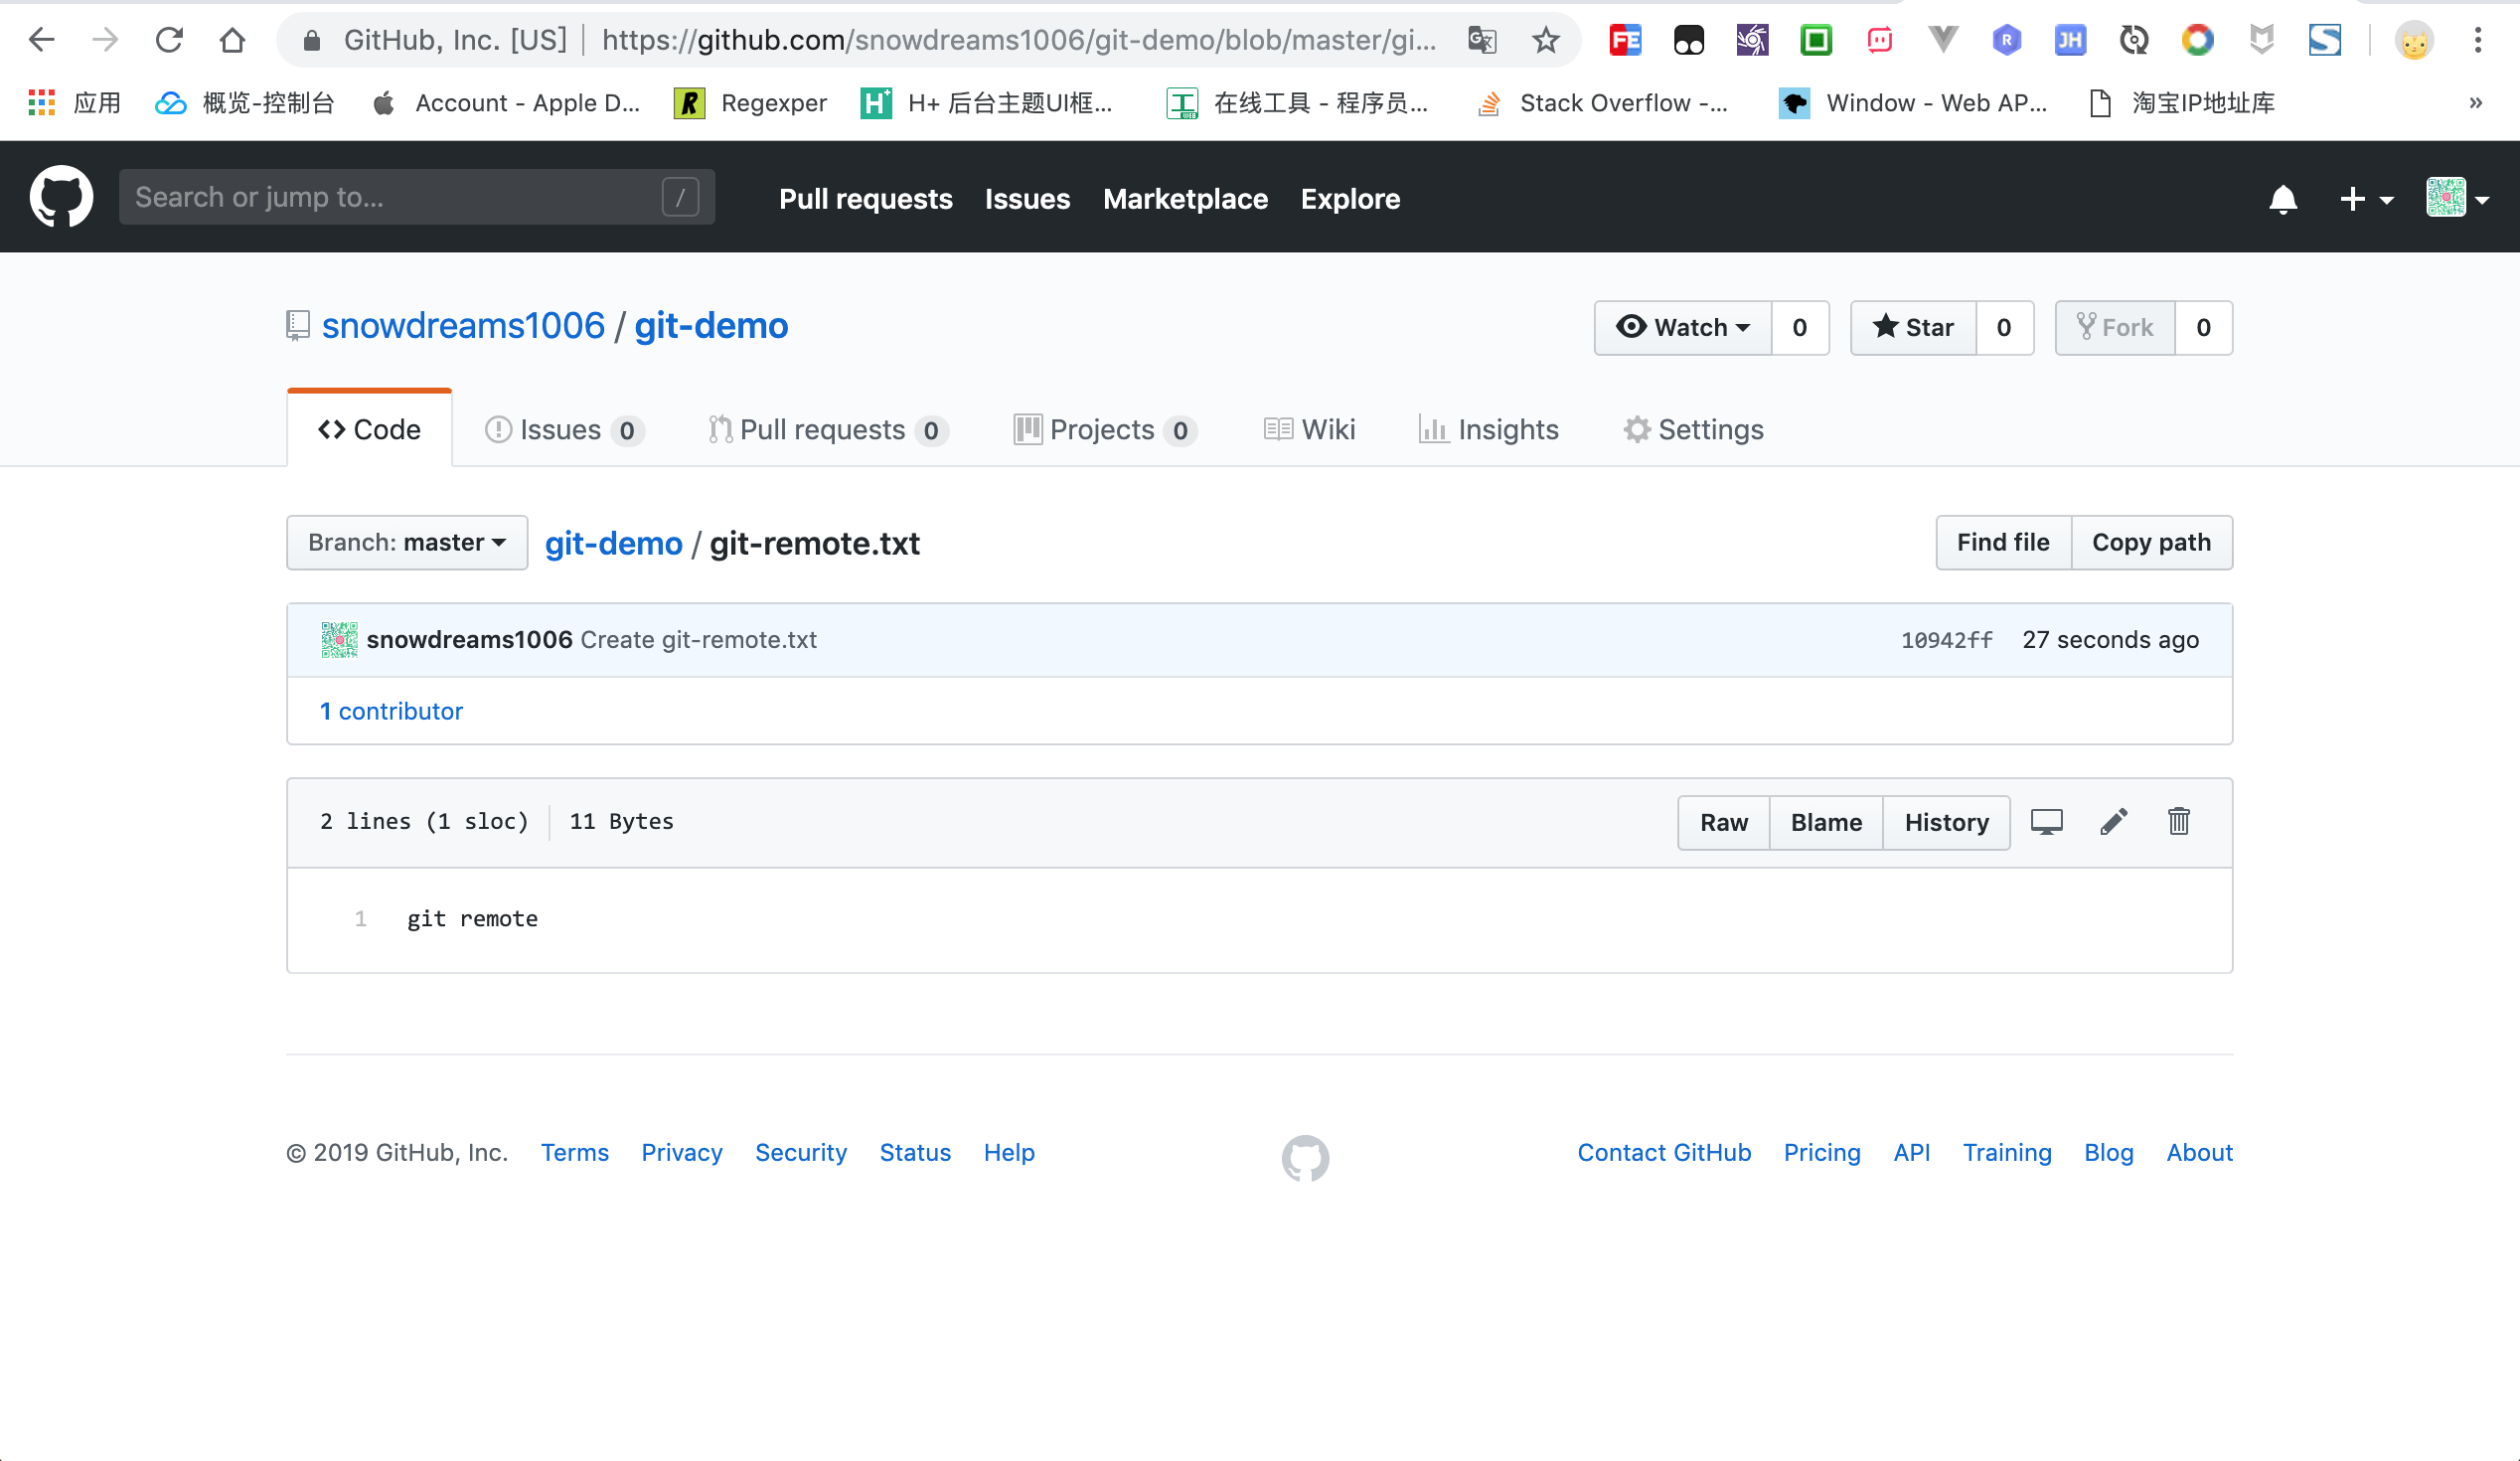 GitHub, Inc. [US] | https://github.com/snowdreams1006/git-demo/blob/master/gi...
FE R JH S
应用 概览-控制台 Account - Apple D... R Regexper H+ H+ 后台主题UI框... 工 WEB 在线工具 - 程序员... Stack Overflow -... Window - Web AP... 淘宝IP地址库 »
Search or jump to... / Pull requests Issues Marketplace Explore
snowdreams1006 / git-demo Watch 0 Star 0 Fork 0
Code Issues 0 Pull requests 0 Projects 0 Wiki Insights Settings
Branch: master git-demo / git-remote.txt Find file Copy path
snowdreams1006 Create git-remote.txt 10942ff 27 seconds ago
1 contributor
2 lines (1 sloc) 11 Bytes Raw Blame History
1 git remote
© 2019 GitHub, Inc. Terms Privacy Security Status Help Contact GitHub Pricing API Training Blog About